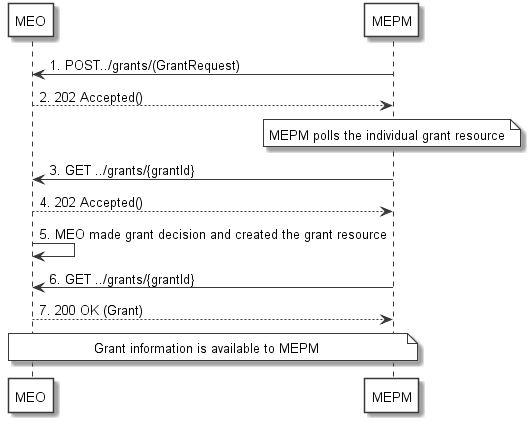 MEO MEPM
1. POST../grants/(GrantRequest)
2. 202 Accepted()
MEPM polls the individual grant resource
3. GET ../grants/{grantId}
4. 202 Accepted()
5. MEO made grant decision and created the grant resource
6. GET ../grants/{grantId}
7. 200 OK (Grant)
Grant information is available to MEPM
MEO MEPM